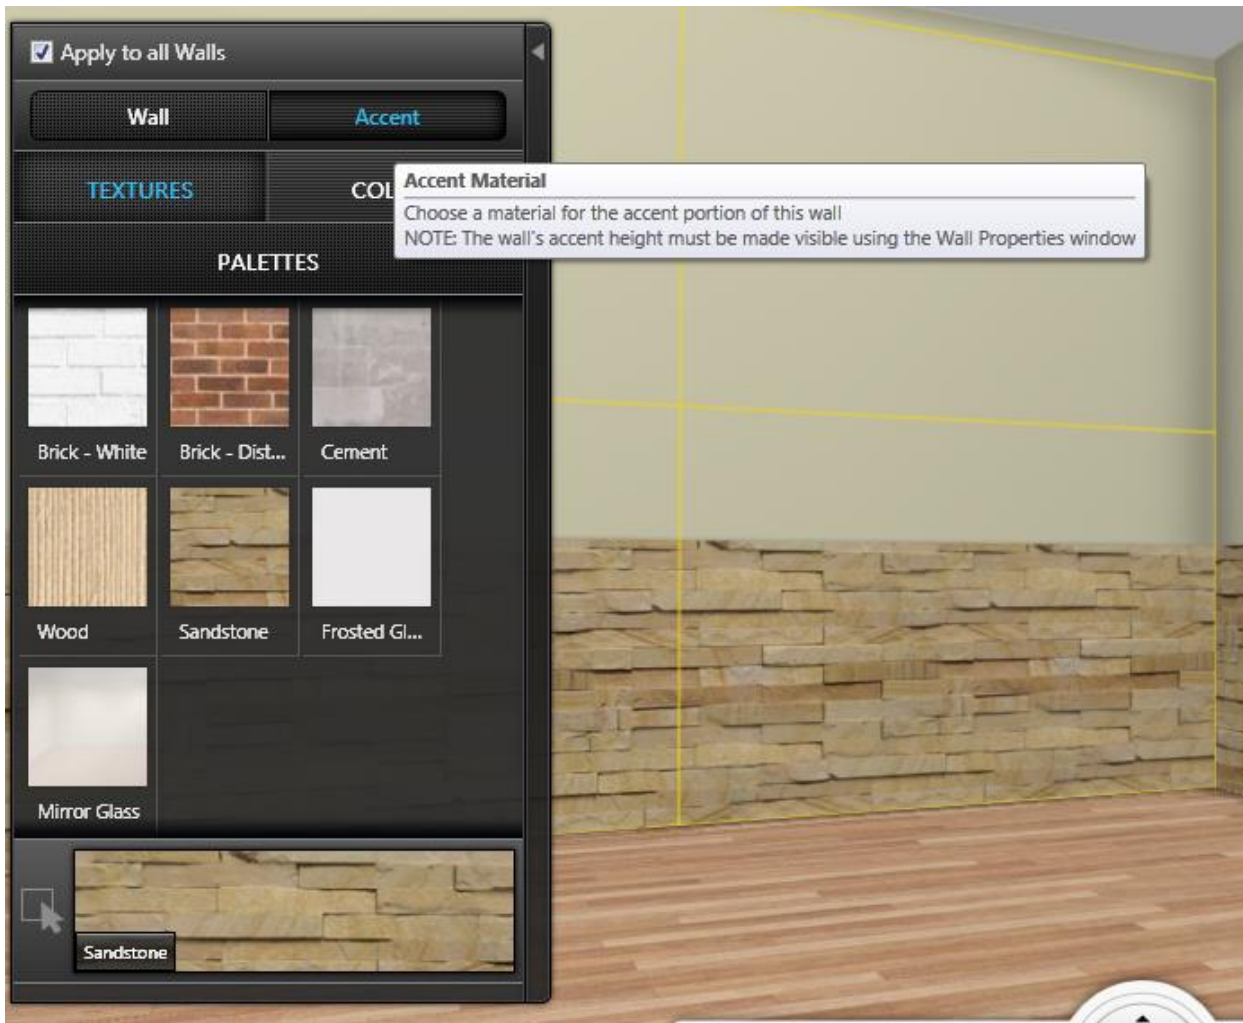 Apply to all Walls
Wall
Accent
TEXTURES
COL
Accent Material
Choose a material for the accent portion of this wall
NOTE: The wall's accent height must be made visible using the Wall Properties window
PALETTES
Brick - White
Brick - Dist...
Cement
Wood
Sandstone
Frosted Gl...
Mirror Glass
Sandstone